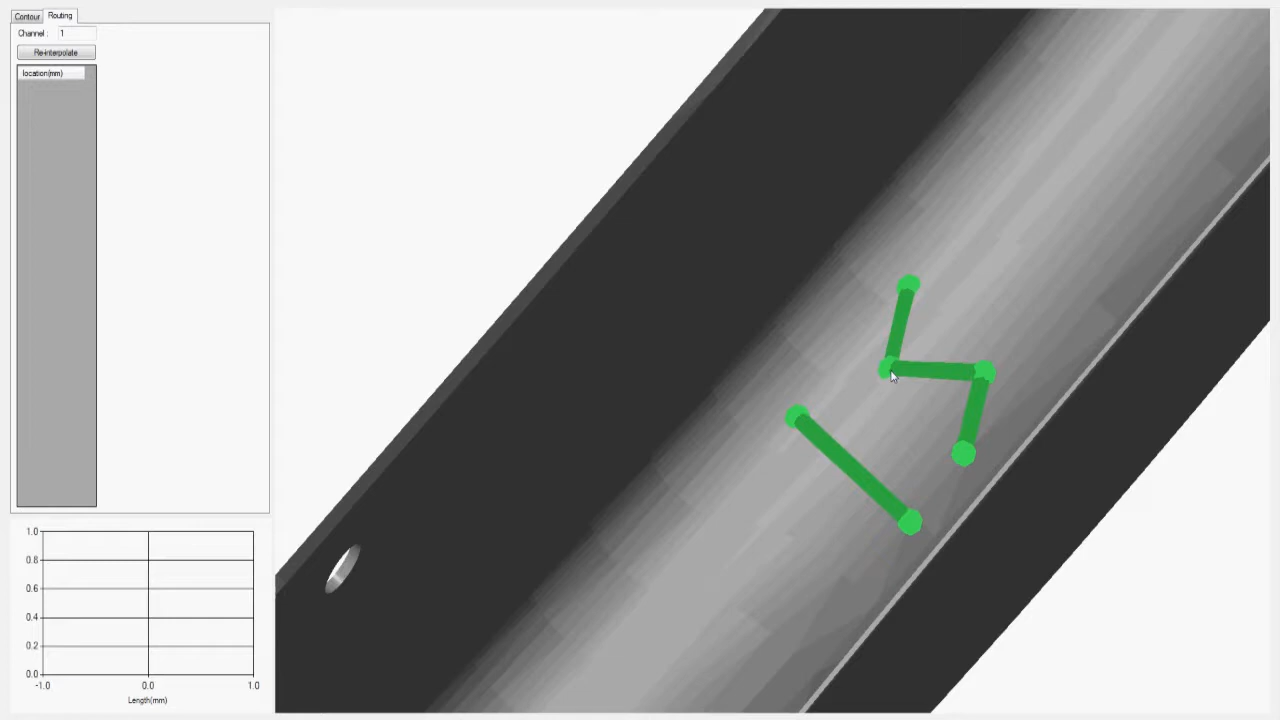 Contour Routing
Channel : 1
Re-interpolate
location(mm)
1.0
0.8
0.6
0.4
0.2
0.0
-1.0 0.0 1.0
Length(mm)